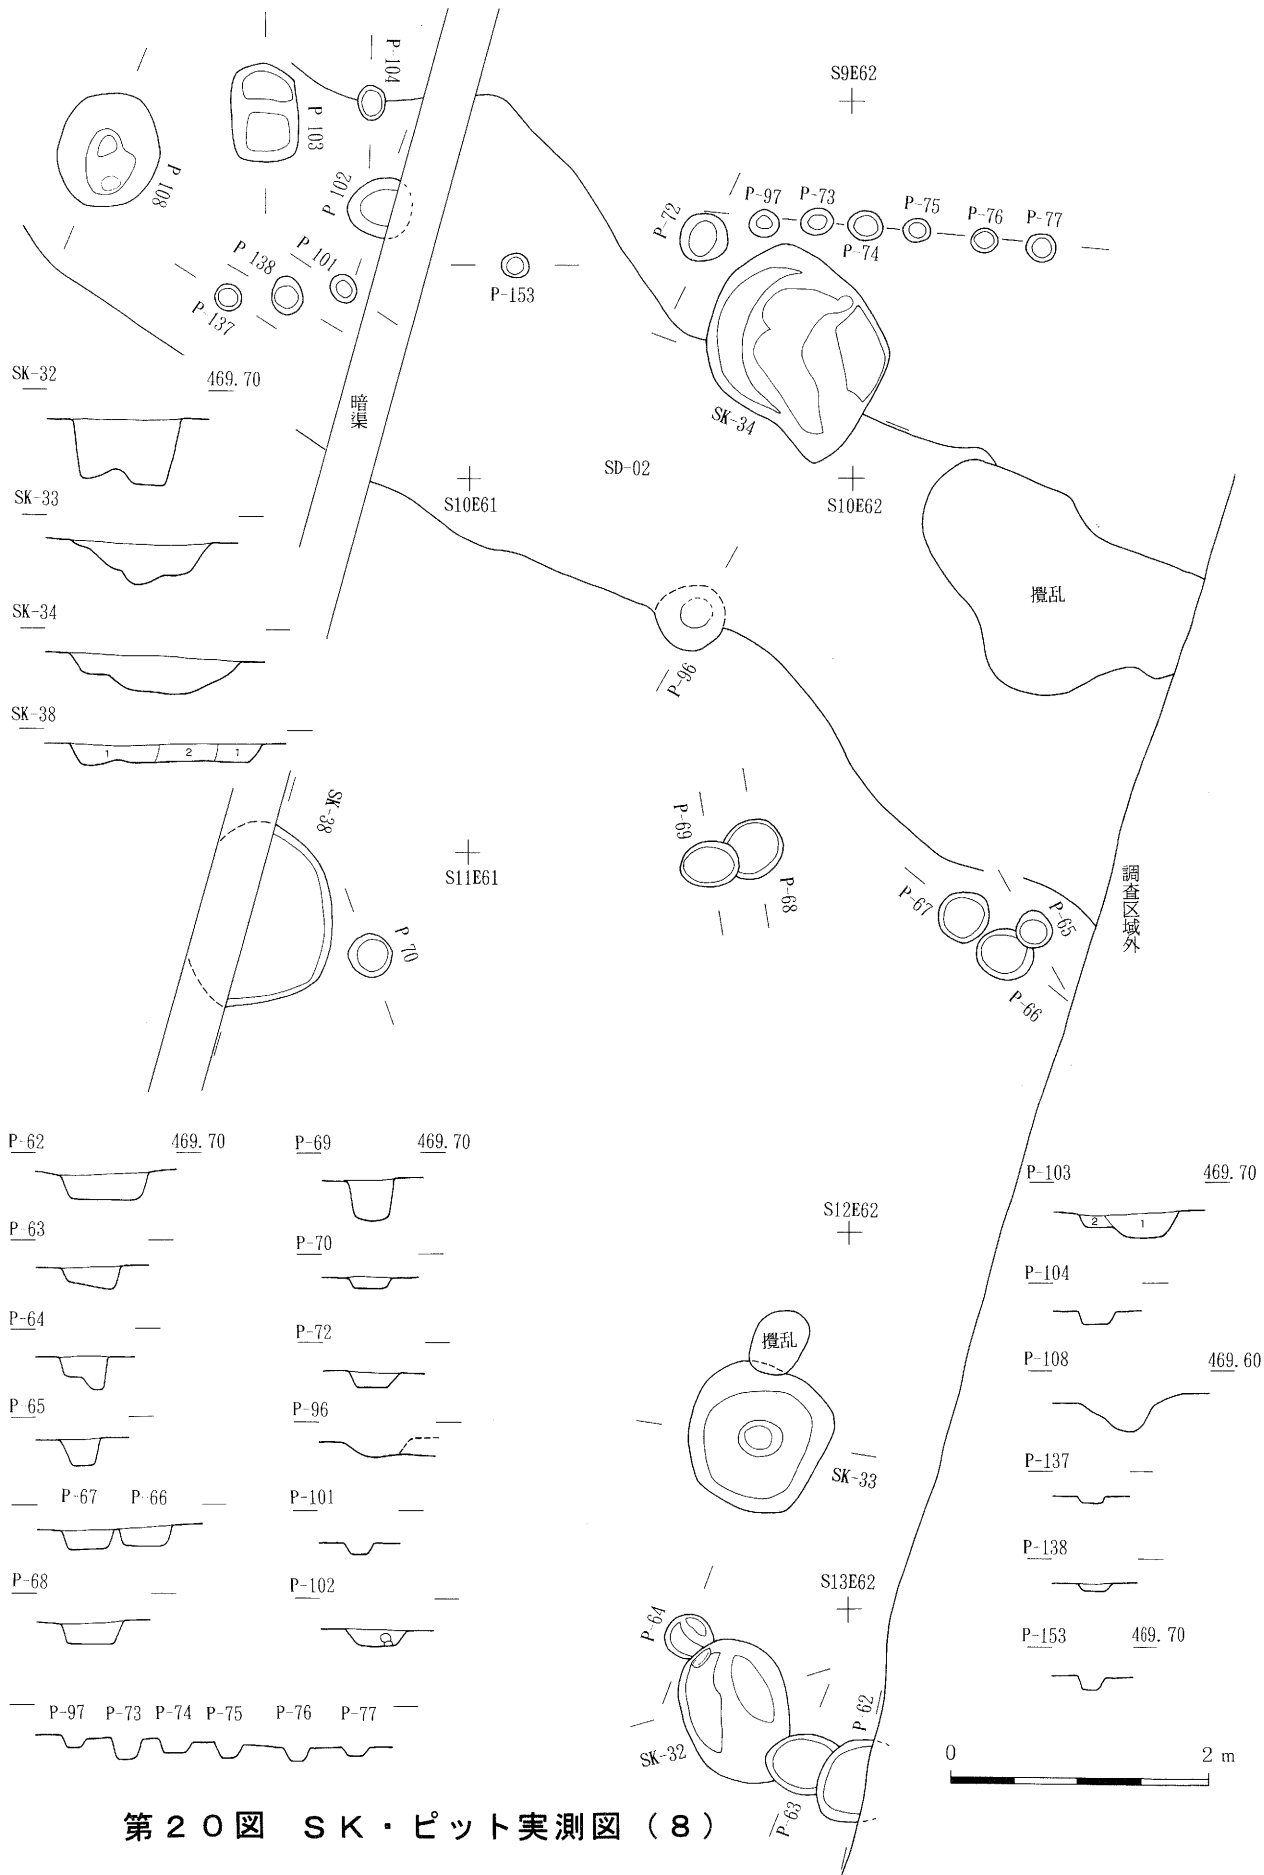 P-104
S9E62
P 103
P 108
P 102
P-72
P-97
P-73
P-74
P-75
P-76
P-77
P 138
P 101
P-137
P-153
SK-32
469.70
暗渠
SK-34
SD-02
S10E61
S10E62
SK-33
攪乱
SK-34
P-96
SK-38
1
2
1
SK-38
P-69
S11E61
P-68
P-67
P-65
調査区域外
P 70
P-66
P-62
469.70
P-69
469.70
P-103
469.70
2
1
S12E62
P-63
P-70
P-104
P-64
P-72
攪乱
P-108
469.60
P-65
P-96
SK-33
P-137
P-67
P-66
P-101
P-138
P-68
P-102
S13E62
P-64
P-153
469.70
P-97
P-73
P-74
P-75
P-76
P-77
P-62
SK-32
0
2 m
P-63
第20図 SK・ピット実測図(8)